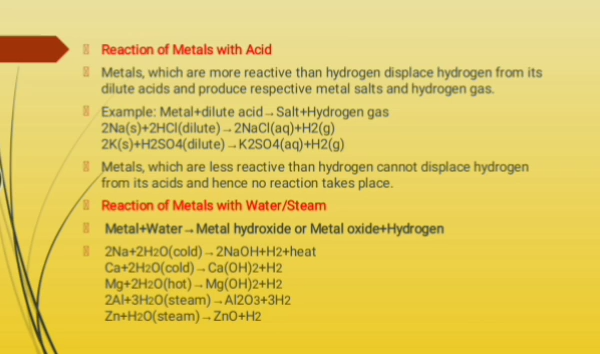 Reaction of Metals with Acid
Metals, which are more reactive than hydrogen displace hydrogen from its
dilute acids and produce respective metal salts and hydrogen gas.
Example: Metal+dilute acid→Salt+Hydrogen gas
2Na(s)+2HCl(dilute)→2NaCl(aq)+H2(g)
2K(s)+H2SO4(dilute)→K2SO4(aq)+H2(g)
Metals, which are less reactive than hydrogen cannot displace hydrogen
from its acids and hence no reaction takes place.
Reaction of Metals with Water/Steam
Metal+Water→Metal hydroxide or Metal oxide+Hydrogen
2Na+2H2O(cold)→2NaOH+H2+heat
Ca+2H2O(cold)→Ca(OH)2+H2
Mg+2H2O(hot)→Mg(OH)2+H2
2Al+3H2O(steam)→Al2O3+3H2
Zn+H2O(steam)→ZnO+H2